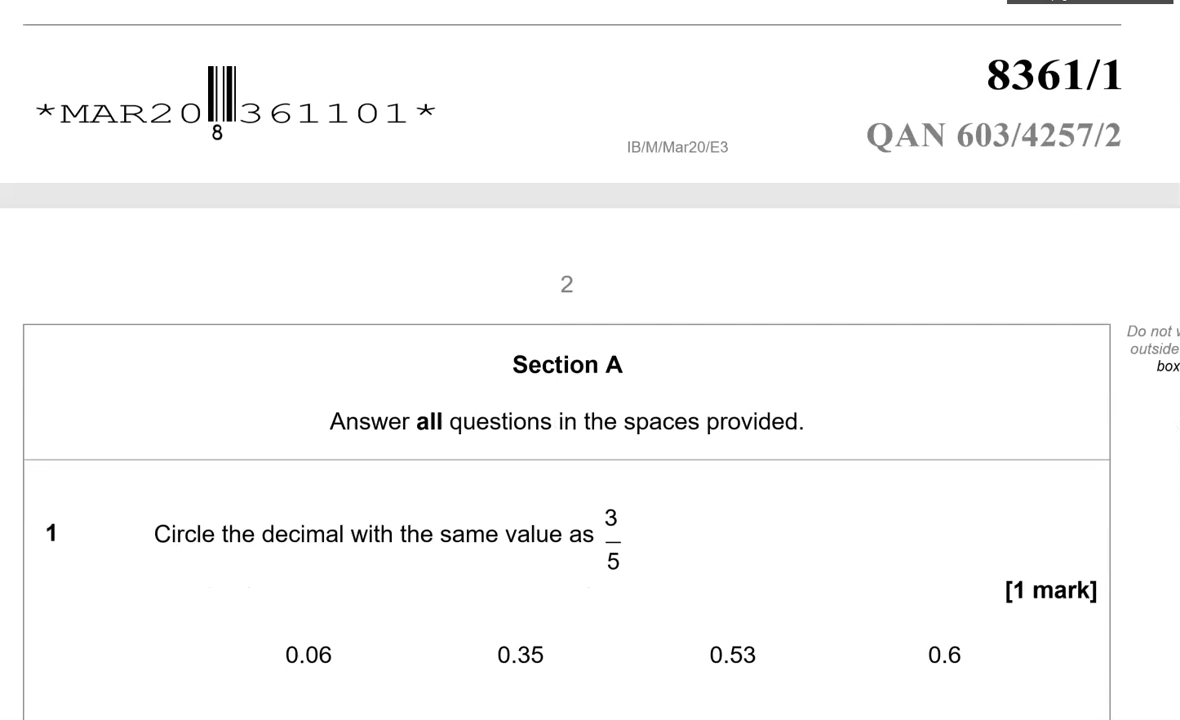 8361/1
*MAR20
8
361101*
IB/M/Mar20/E3
QAN 603/4257/2
2
Do not
outside
box
Section A
Answer all questions in the spaces provided.
1 Circle the decimal with the same value as 3/5
[1 mark]
0.06 0.35 0.53 0.6